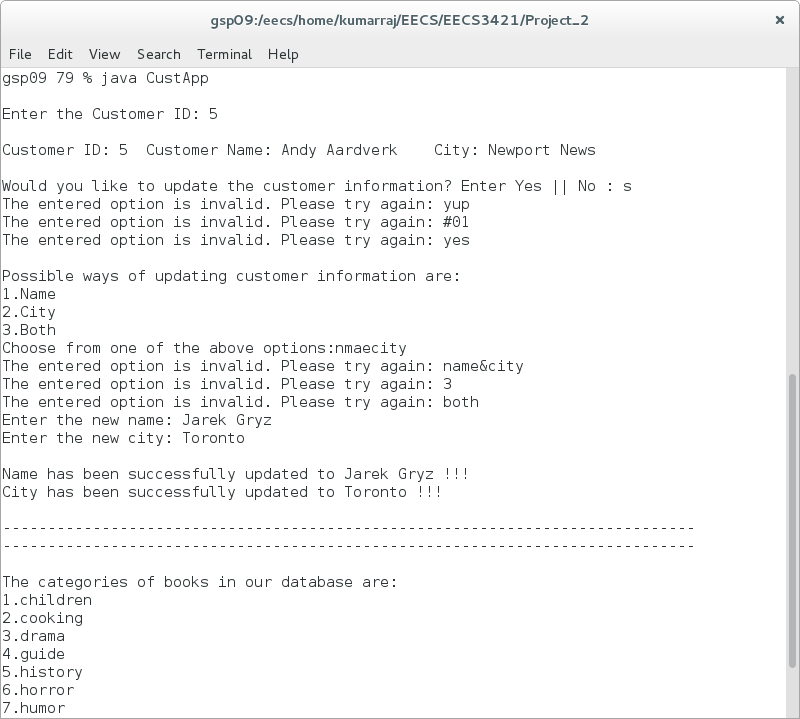 gsp09:/eecs/home/kumarraj/EECS/EECS3421/Project_2
File Edit View Search Terminal Help
gsp09 79 % java CustApp
Enter the Customer ID: 5
Customer ID: 5  Customer Name: Andy Aardverk    City: Newport News
Would you like to update the customer information? Enter Yes || No : s
The entered option is invalid. Please try again: yup
The entered option is invalid. Please try again: #01
The entered option is invalid. Please try again: yes
Possible ways of updating customer information are:
1.Name
2.City
3.Both
Choose from one of the above options:nmaecity
The entered option is invalid. Please try again: name&city
The entered option is invalid. Please try again: 3
The entered option is invalid. Please try again: both
Enter the new name: Jarek Gryz
Enter the new city: Toronto
Name has been successfully updated to Jarek Gryz !!!
City has been successfully updated to Toronto !!!
-----------------------------------------------------------------------------
-----------------------------------------------------------------------------
The categories of books in our database are:
1.children
2.cooking
3.drama
4.guide
5.history
6.horror
7.humor